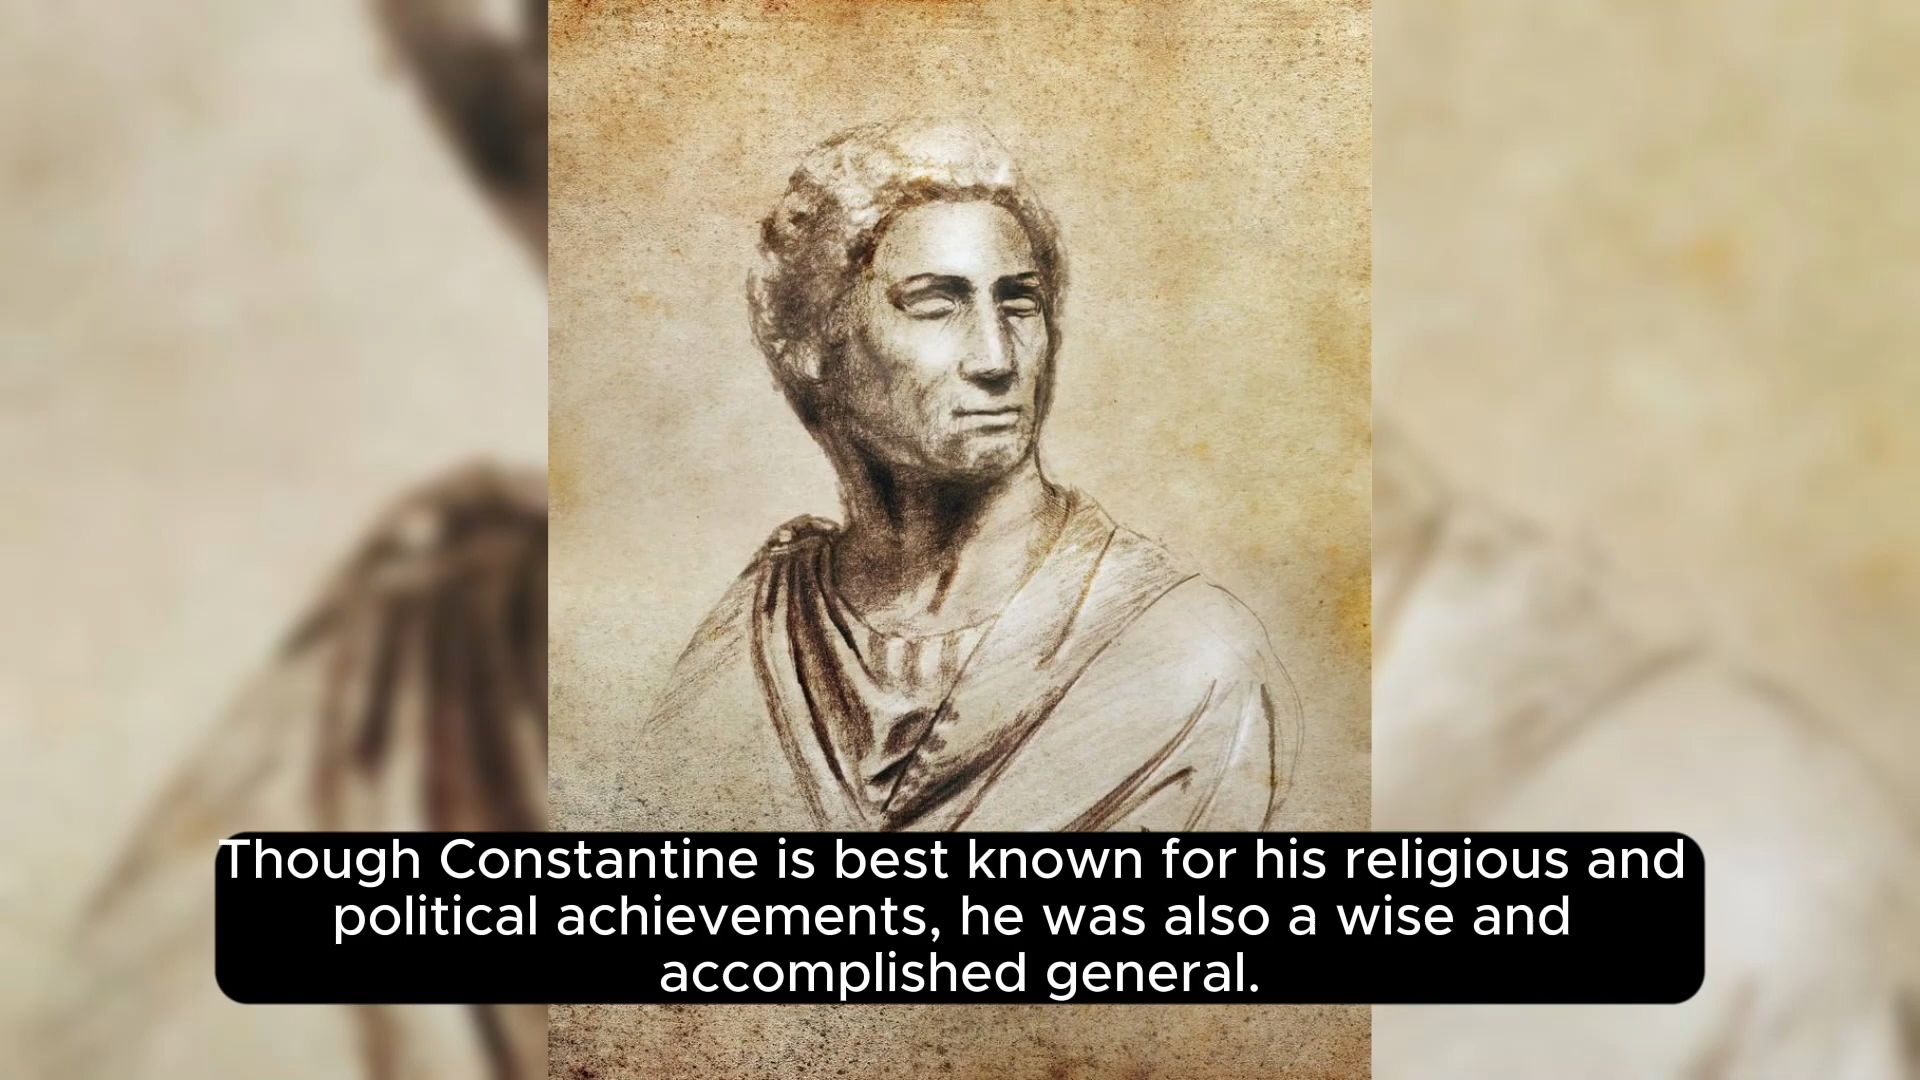 Though Constantine is best known for his religious and
political achievements, he was also a wise and
accomplished general.